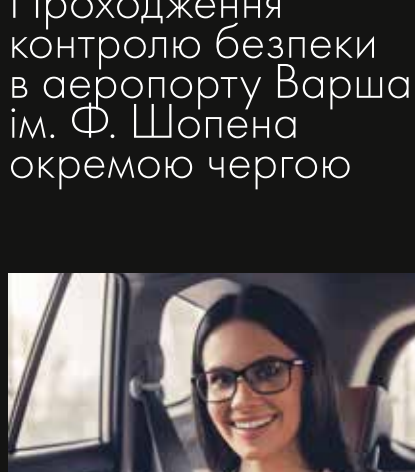 Проходження
контролю безпеки
в аеропорту Варша
ім. Ф. Шопена
окремою чергою